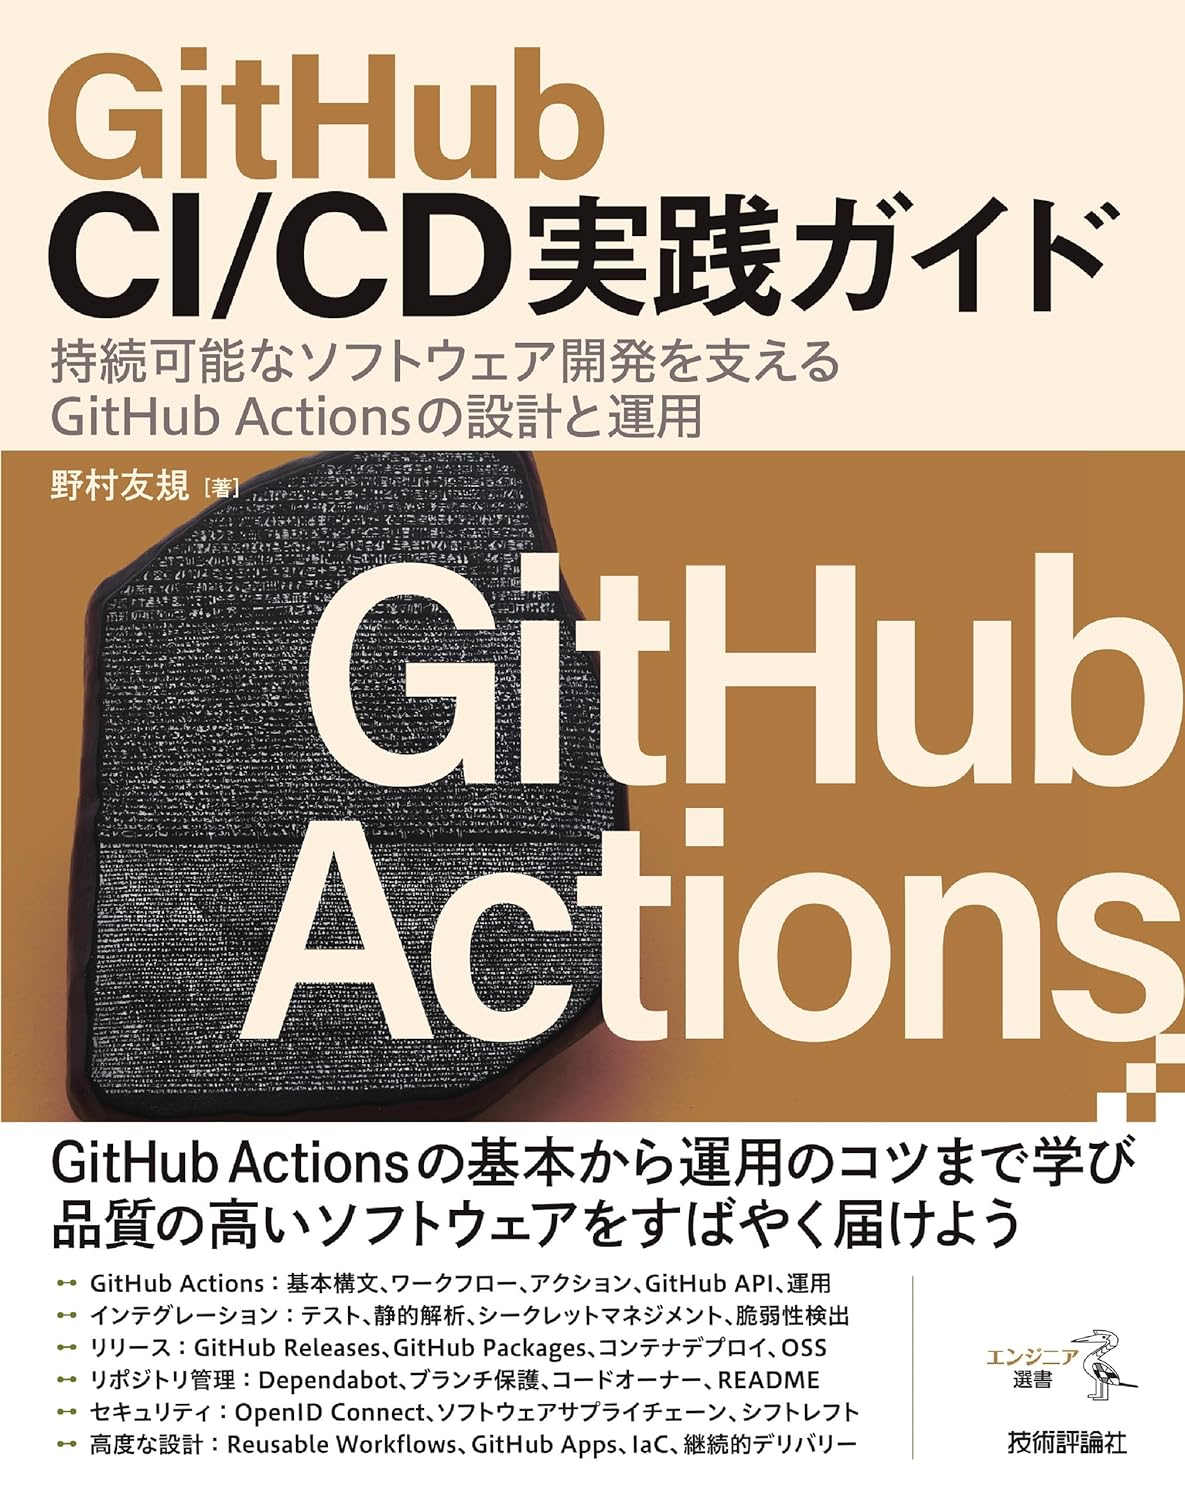 GitHub
CI/CD実践ガイド
持続可能なソフトウェア開発を支える
GitHub Actionsの設計と運用
野村友規 [著]
GitHub
Actions
GitHub Actionsの基本から運用のコツまで学び
品質の高いソフトウェアをすばやく届けよう
GitHub Actions：基本構文、ワークフロー、アクション、GitHub API、運用
インテグレーション：テスト、静的解析、シークレットマネジメント、脆弱性検出
リリース：GitHub Releases、GitHub Packages、コンテナデプロイ、OSS
リポジトリ管理：Dependabot、ブランチ保護、コードオーナー、README
セキュリティ：OpenID Connect、ソフトウェアサプライチェーン、シフトレフト
高度な設計：Reusable Workflows、GitHub Apps、IaC、継続的デリバリー
エンジニア
選書
技術評論社